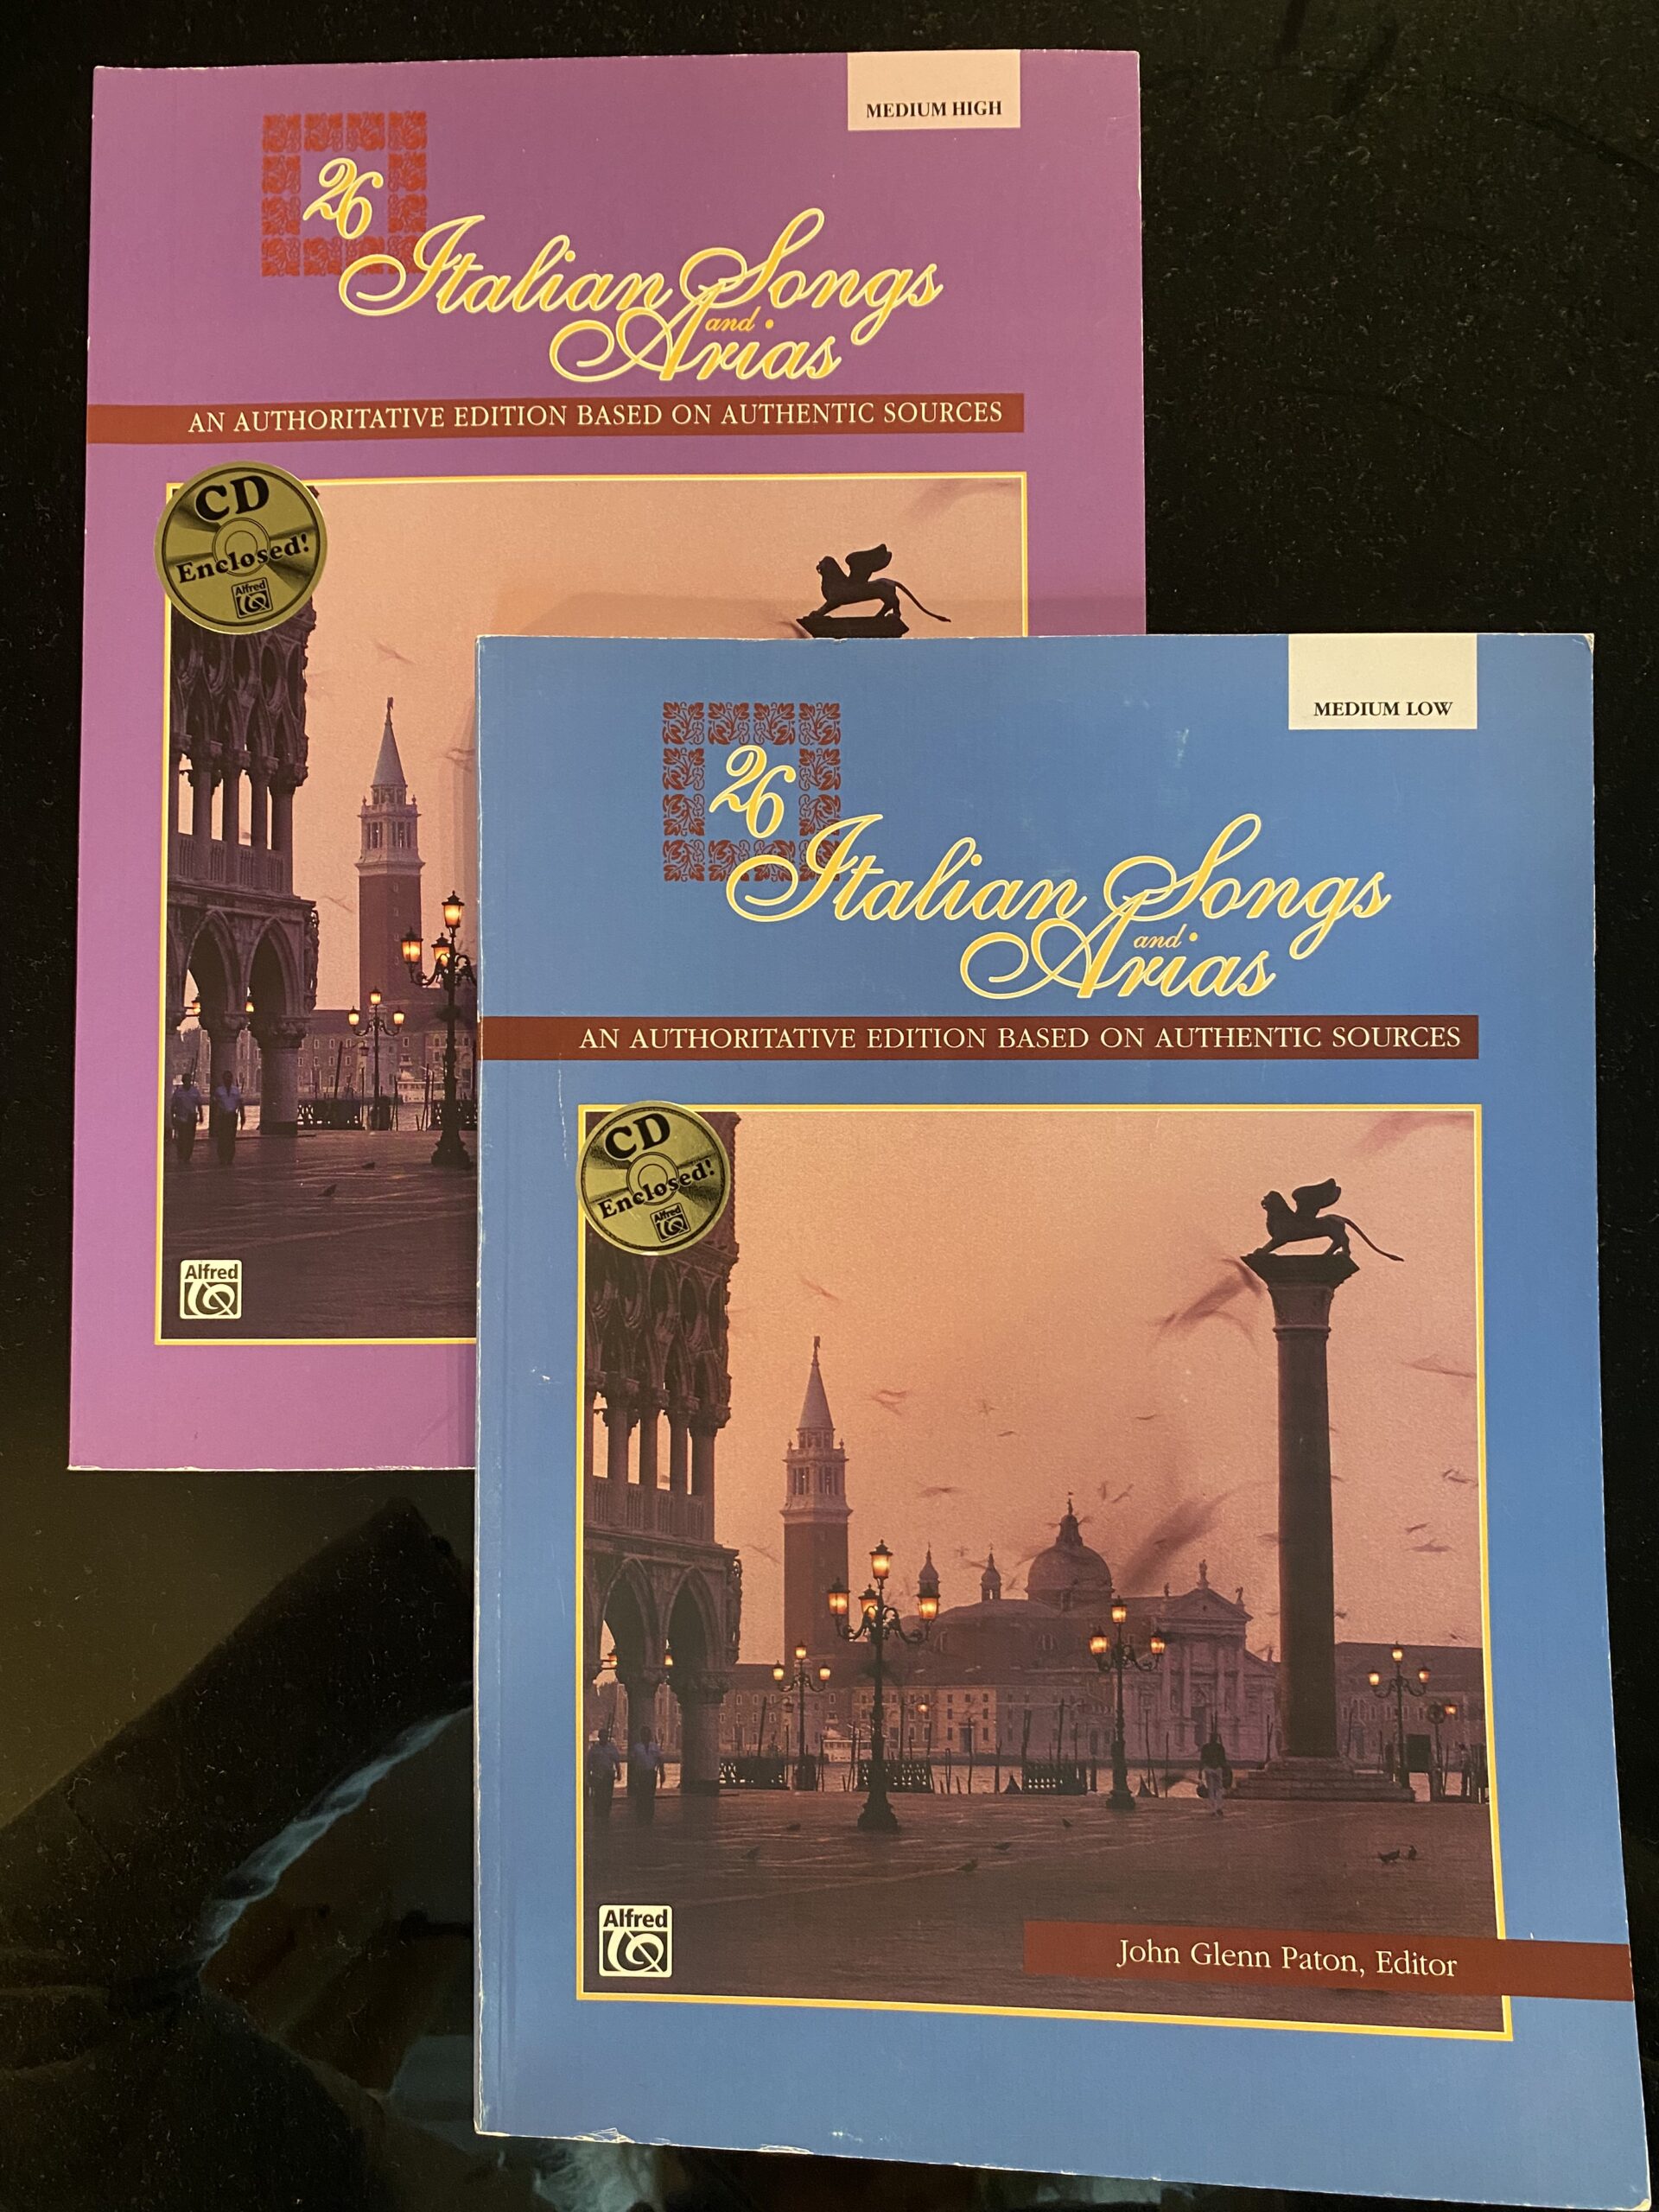 MEDIUM HIGH
26
Italian Songs
and
Arias
AN AUTHORITATIVE EDITION BASED ON AUTHENTIC SOURCES
CD
Enclosed!
Alfred
Alfred
MEDIUM LOW
26
Italian Songs
and
Arias
AN AUTHORITATIVE EDITION BASED ON AUTHENTIC SOURCES
CD
Enclosed!
Alfred
Alfred
John Glenn Paton, Editor